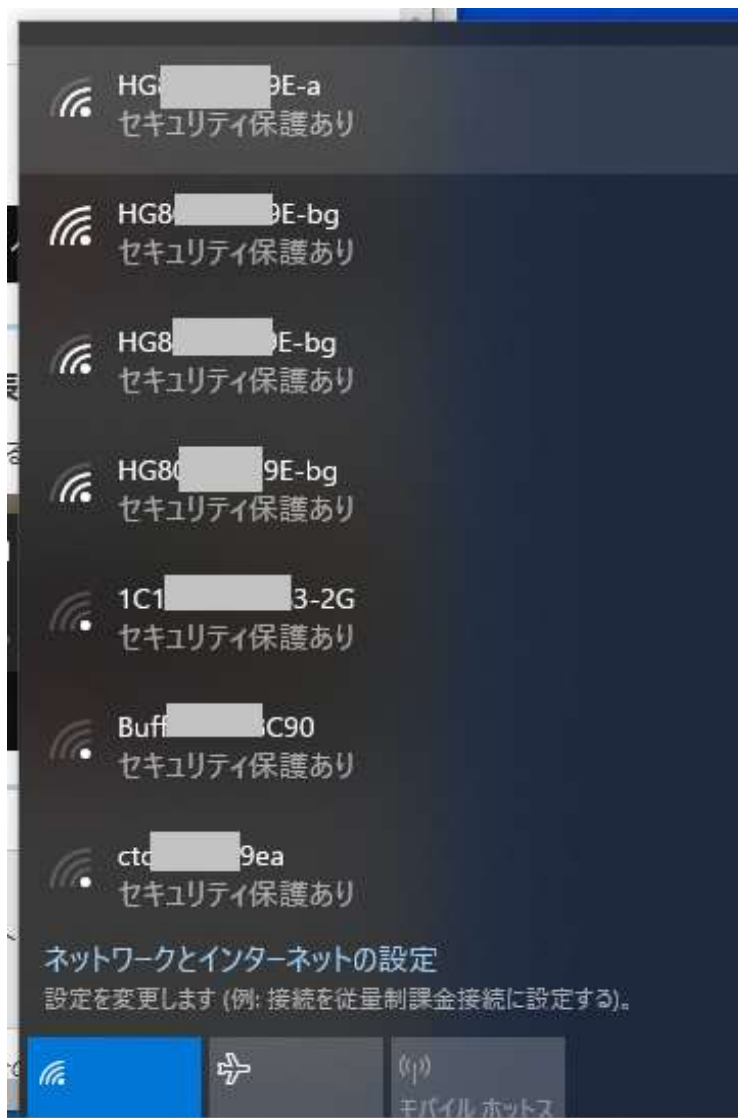 HG 9E-a
セキュリティ保護あり
HG8 9E-bg
セキュリティ保護あり
HG8 E-bg
セキュリティ保護あり
HG80 9E-bg
セキュリティ保護あり
1C1 3-2G
セキュリティ保護あり
Buff C90
セキュリティ保護あり
ctc 9ea
セキュリティ保護あり
ネットワークとインターネットの設定
設定を変更します (例: 接続を従量制課金接続に設定する)。
モバイル ホットス